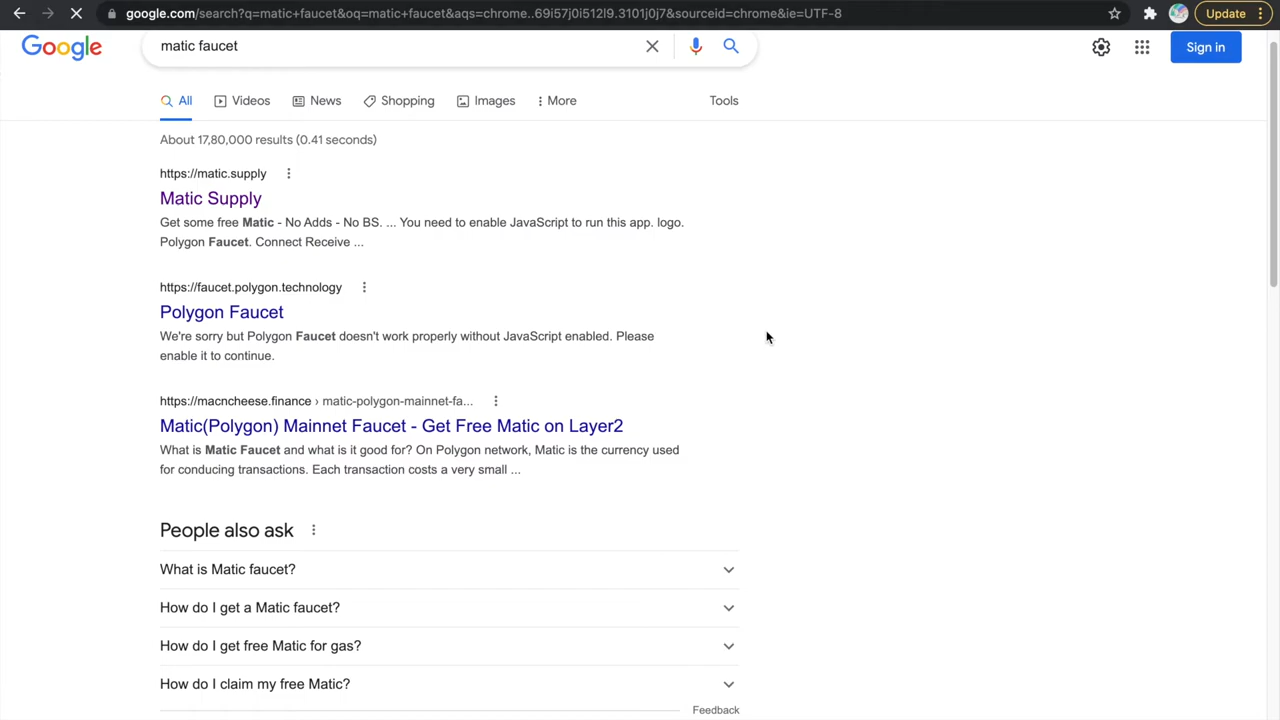 google.com/search?q=matic+faucet&oq=matic+faucet&aqs=chrome..69i57j0i512l9.3101j0j7&sourceid=chrome&ie=UTF-8
Update
Google
matic faucet
Sign in
All
Videos
News
Shopping
Images
More
Tools
About 17,80,000 results (0.41 seconds)
https://matic.supply
Matic Supply
Get some free Matic - No Adds - No BS. ... You need to enable JavaScript to run this app. logo.
Polygon Faucet. Connect Receive ...
https://faucet.polygon.technology
Polygon Faucet
We're sorry but Polygon Faucet doesn't work properly without JavaScript enabled. Please
enable it to continue.
https://macncheese.finance › matic-polygon-mainnet-fa...
Matic(Polygon) Mainnet Faucet - Get Free Matic on Layer2
What is Matic Faucet and what is it good for? On Polygon network, Matic is the currency used
for conducing transactions. Each transaction costs a very small ...
People also ask
What is Matic faucet?
How do I get a Matic faucet?
How do I get free Matic for gas?
How do I claim my free Matic?
Feedback